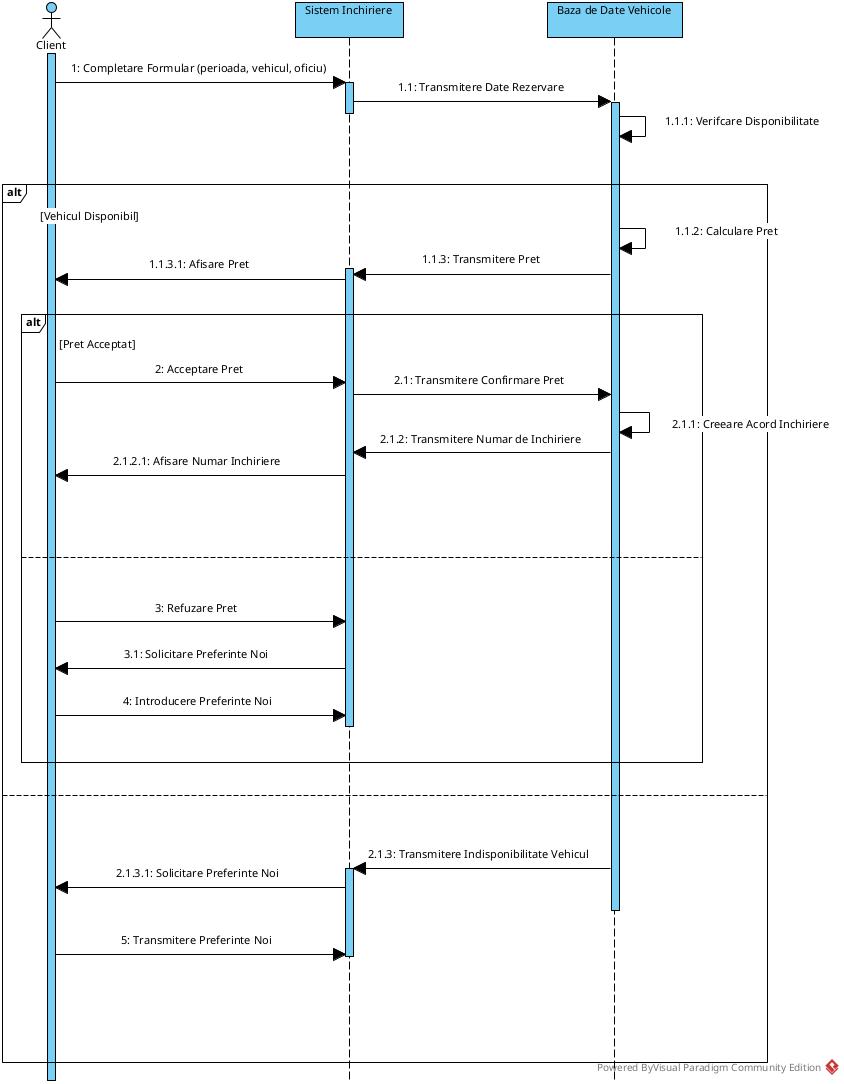 Sistem Inchiriere
Baza de Date Vehicole
Client
1: Completare Formular (perioada, vehicul, oficiu)
1.1: Transmitere Date Rezervare
1.1.1: Verifcare Disponibilitate
alt
[Vehicul Disponibil]
1.1.2: Calculare Pret
1.1.3: Transmitere Pret
1.1.3.1: Afisare Pret
alt
[Pret Acceptat]
2: Acceptare Pret
2.1: Transmitere Confirmare Pret
2.1.1: Creeare Acord Inchiriere
2.1.2: Transmitere Numar de Inchiriere
2.1.2.1: Afisare Numar Inchiriere
3: Refuzare Pret
3.1: Solicitare Preferinte Noi
4: Introducere Preferinte Noi
2.1.3: Transmitere Indisponibilitate Vehicul
2.1.3.1: Solicitare Preferinte Noi
5: Transmitere Preferinte Noi
Powered ByVisual Paradigm Community Edition